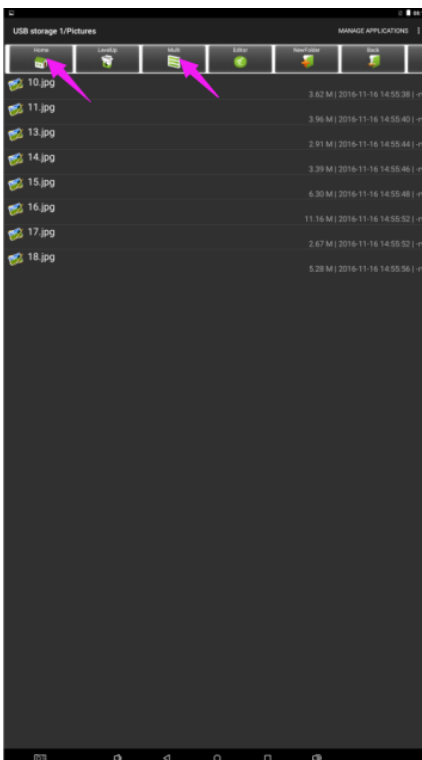 USB storage 1/Pictures MANAGE APPLICATIONS
Home LevelUp Multi Editor NewFolder Back
10.jpg
3.62 M | 2016-11-16 14:55:38 | -r
11.jpg
3.96 M | 2016-11-16 14:55:40 | -r
13.jpg
2.91 M | 2016-11-16 14:55:44 | -r
14.jpg
3.39 M | 2016-11-16 14:55:46 | -r
15.jpg
6.30 M | 2016-11-16 14:55:48 | -r
16.jpg
11.16 M | 2016-11-16 14:55:52 | -r
17.jpg
2.67 M | 2016-11-16 14:55:52 | -r
18.jpg
5.28 M | 2016-11-16 14:55:56 | -r